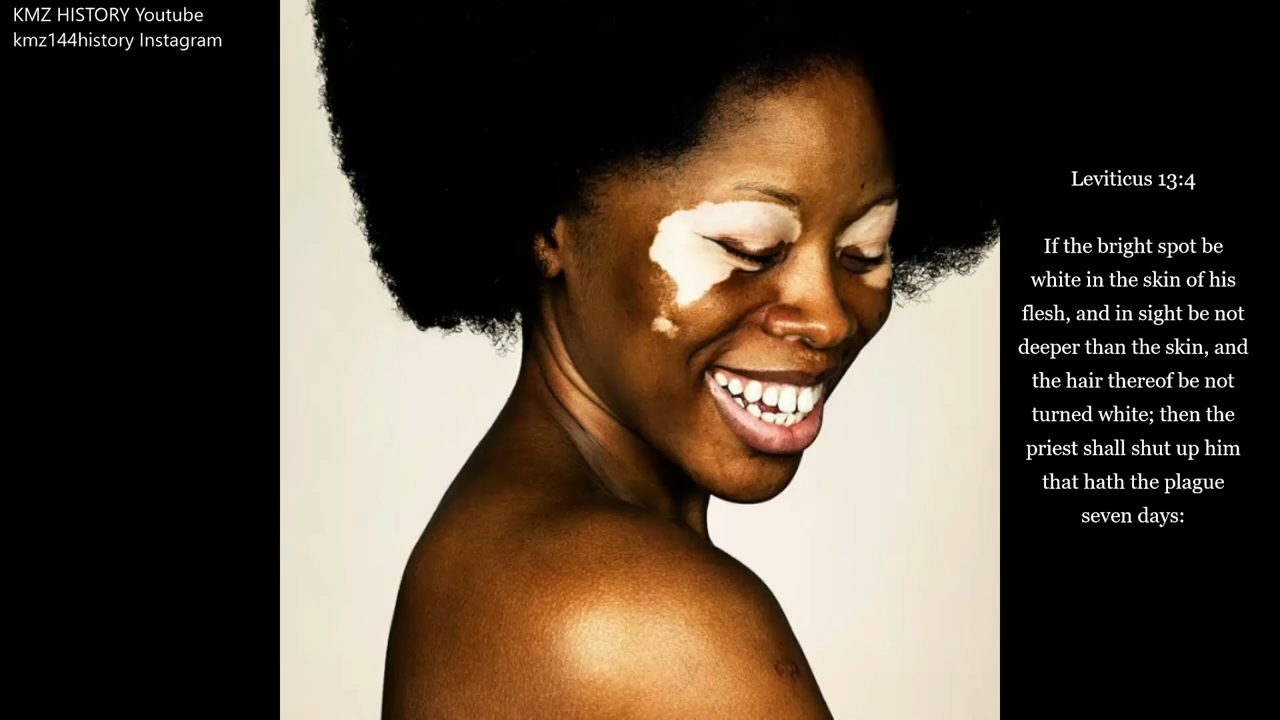 KMZ HISTORY Youtube
kmz144history Instagram
Leviticus 13:4
If the bright spot be
white in the skin of his
flesh, and in sight be not
deeper than the skin, and
the hair thereof be not
turned white; then the
priest shall shut up him
that hath the plague
seven days: